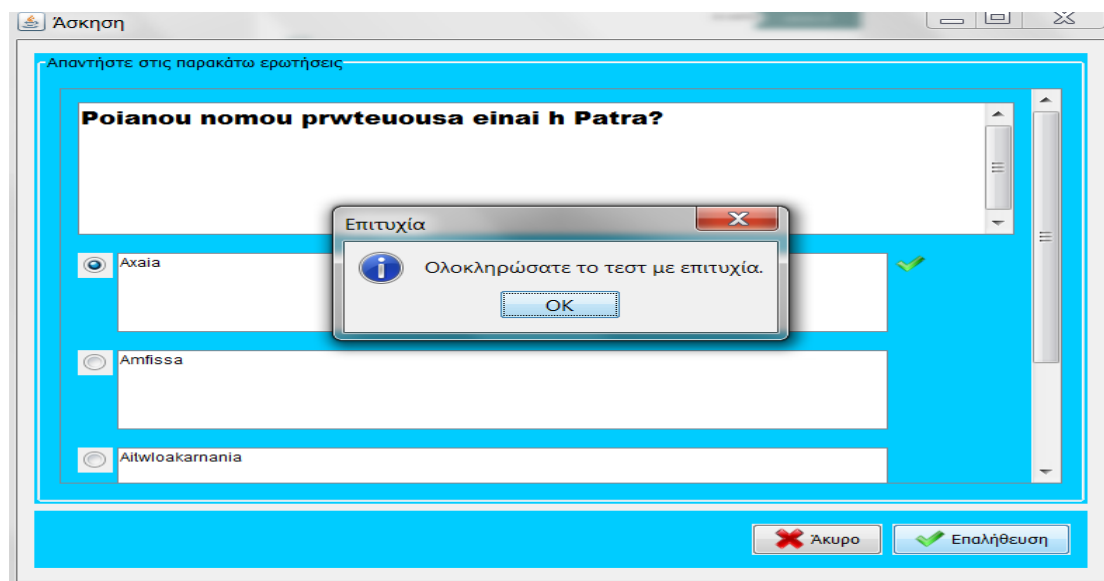 Άσκηση
Απαντήστε στις παρακάτω ερωτήσεις
Poianou nomou prwteuousa einai h Patra?
Επιτυχία
Ολοκληρώσατε το τεστ με επιτυχία.
OK
Axaia
Amfissa
Aitwloakarnania
Άκυρο
Επαλήθευση